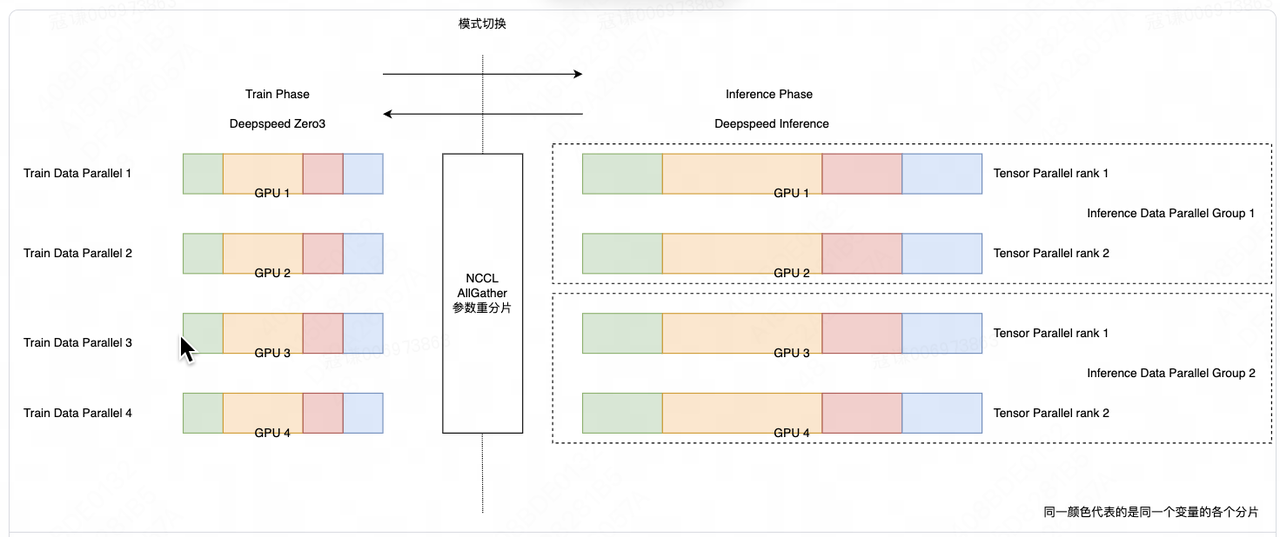 模式切换
Train Phase
Inference Phase
Deepspeed Zero3
Deepspeed Inference
Train Data Parallel 1
GPU 1
GPU 1
Tensor Parallel rank 1
Inference Data Parallel Group 1
Train Data Parallel 2
GPU 2
GPU 2
Tensor Parallel rank 2
NCCL
AllGather
参数重分片
Train Data Parallel 3
GPU 3
GPU 3
Tensor Parallel rank 1
Inference Data Parallel Group 2
Train Data Parallel 4
GPU 4
GPU 4
Tensor Parallel rank 2
同一颜色代表的是同一个变量的各个分片